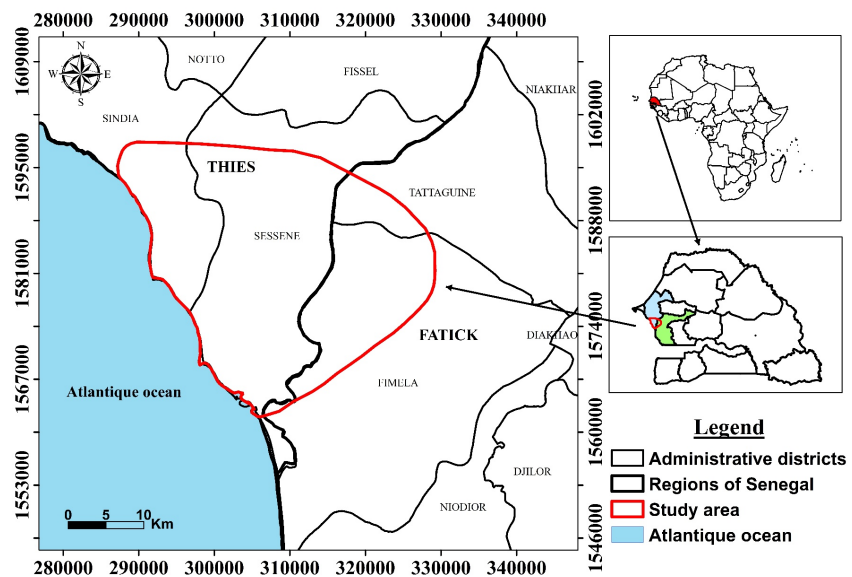 280000 290000 300000 310000 320000 330000 340000
1609000
1595000
1581000
1567000
1553000
N
W E
S
NOTTO
FISSEL
NIAKHAR
SINDIA
THIES
TATTAGUINE
SESSENE
FATICK
DIAKHAO
FIMELA
Atlantique ocean
DJILOR
NIODIOR
0 5 10
Km
280000 290000 300000 310000 320000 330000 340000
1602000
1588000
1574000
1560000
1546000
Legend
Administrative districts
Regions of Senegal
Study area
Atlantique ocean